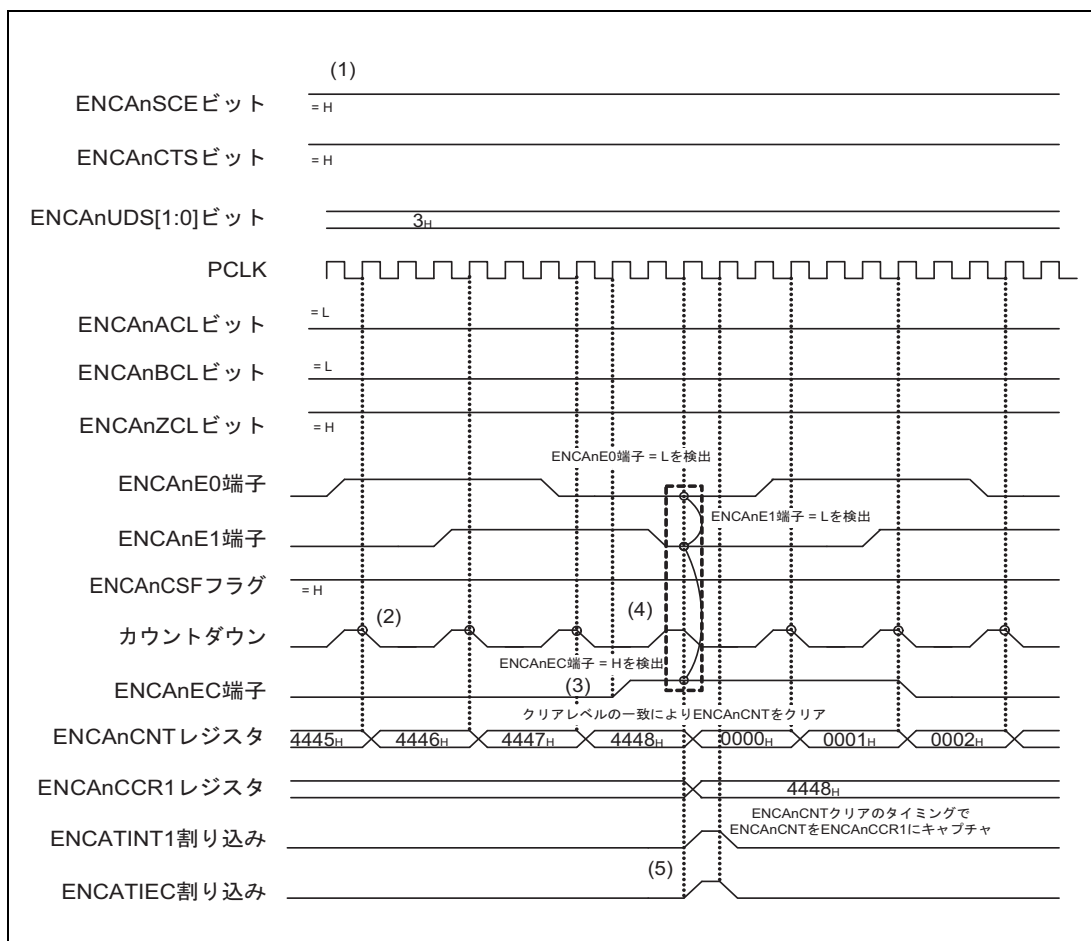 (1)
ENCAnSCEビット
= H
ENCAnCTSビット
= H
ENCAnUDS[1:0]ビット
3H
PCLK
ENCAnACLビット
= L
ENCAnBCLビット
= L
ENCAnZCLビット
= H
ENCAnE0端子 = Lを検出
ENCAnE0端子
ENCAnE1端子 = Lを検出
ENCAnE1端子
ENCAnCSFフラグ
= H
(2)
(4)
カウントダウン
ENCAnEC端子 = Hを検出
(3)
ENCAnEC端子
クリアレベルの一致によりENCAnCNTをクリア
ENCAnCNTレジスタ
4445H 4446H 4447H 4448H 0000H 0001H 0002H
ENCAnCCR1レジスタ
4448H
ENCAnCNTクリアのタイミングで
ENCAnCNTをENCAnCCR1にキャプチャ
ENCATINT1割り込み
(5)
ENCATIEC割り込み